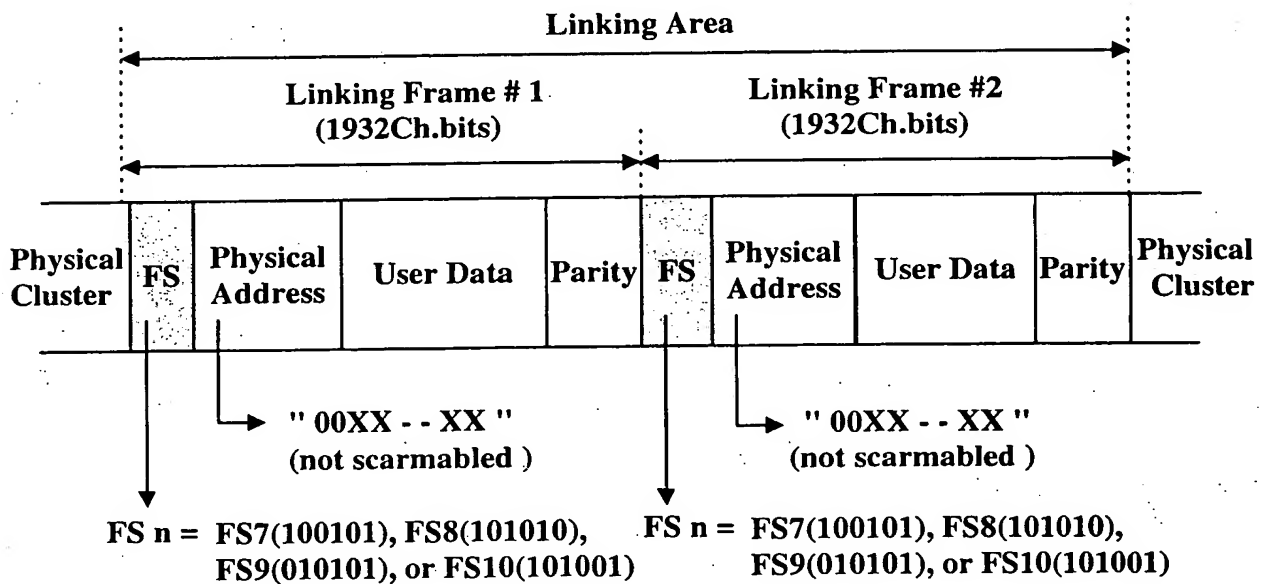 Linking Area
Linking Frame # 1
(1932Ch.bits)
Linking Frame #2
(1932Ch.bits)
Physical
Cluster
FS
Physical
Address
User Data
Parity
FS
Physical
Address
User Data
Parity
Physical
Cluster
" 00XX - - XX "
(not scarmabled )
" 00XX - - XX "
(not scarmabled )
FS n = FS7(100101), FS8(101010),
FS9(010101), or FS10(101001)
FS n = FS7(100101), FS8(101010),
FS9(010101), or FS10(101001)